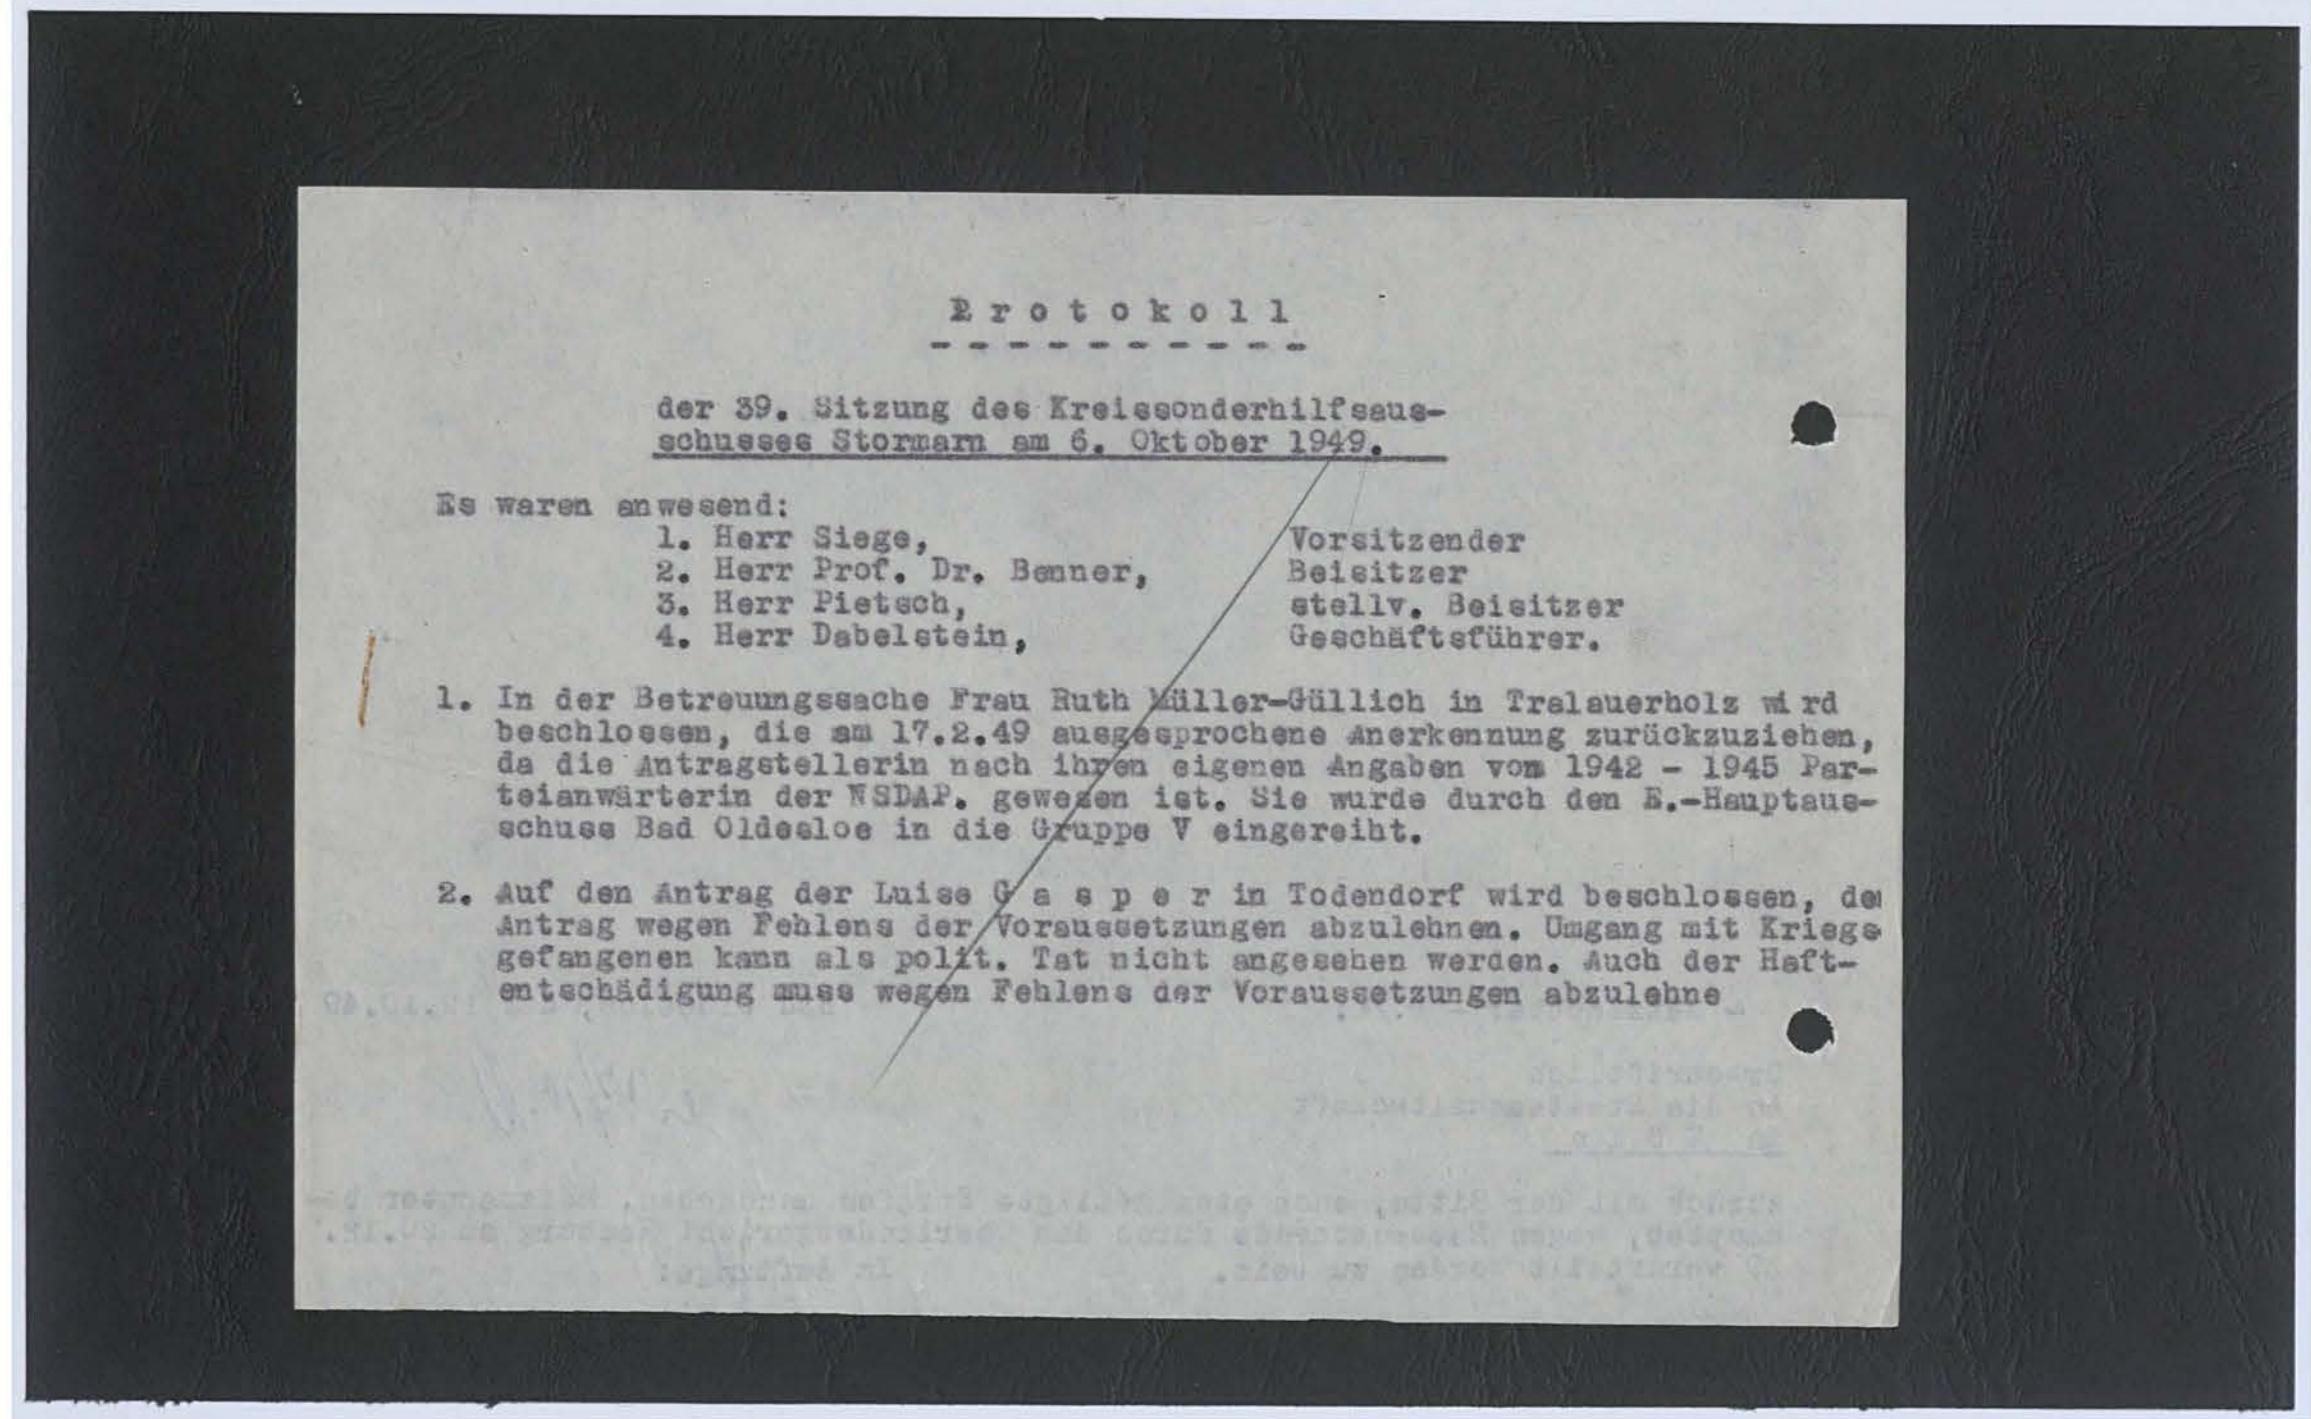 Protokoll
- - - - - - - - - -
der 39. Sitzung des Kreissonderhilfsaus-
schusses Stormarn am 6. Oktober 1949.
Es waren anwesend:
1. Herr Siege, Vorsitzender
2. Herr Prof. Dr. Benner, Beisitzer
3. Herr Pietsch, stellv. Beisitzer
4. Herr Dabelstein, Geschäftsführer.
1. In der Betreuungssache Frau Ruth Müller-Güllich in Tralauerholz wird
beschlossen, die am 17.2.49 ausgesprochene Anerkennung zurückzuziehen,
da die Antragstellerin nach ihren eigenen Angaben von 1942 - 1945 Par-
teianwärterin der NSDAP. gewesen ist. Sie wurde durch den E.-Hauptaus-
schuss Bad Oldesloe in die Gruppe V eingereiht.
2. Auf den Antrag der Luise G a s p e r in Todendorf wird beschlossen, de
Antrag wegen Fehlens der Voraussetzungen abzulehnen. Umgang mit Kriegs
gefangenen kann als polit. Tat nicht angesehen werden. Auch der Haft-
entschädigung muss wegen Fehlens der Voraussetzungen abzulehne